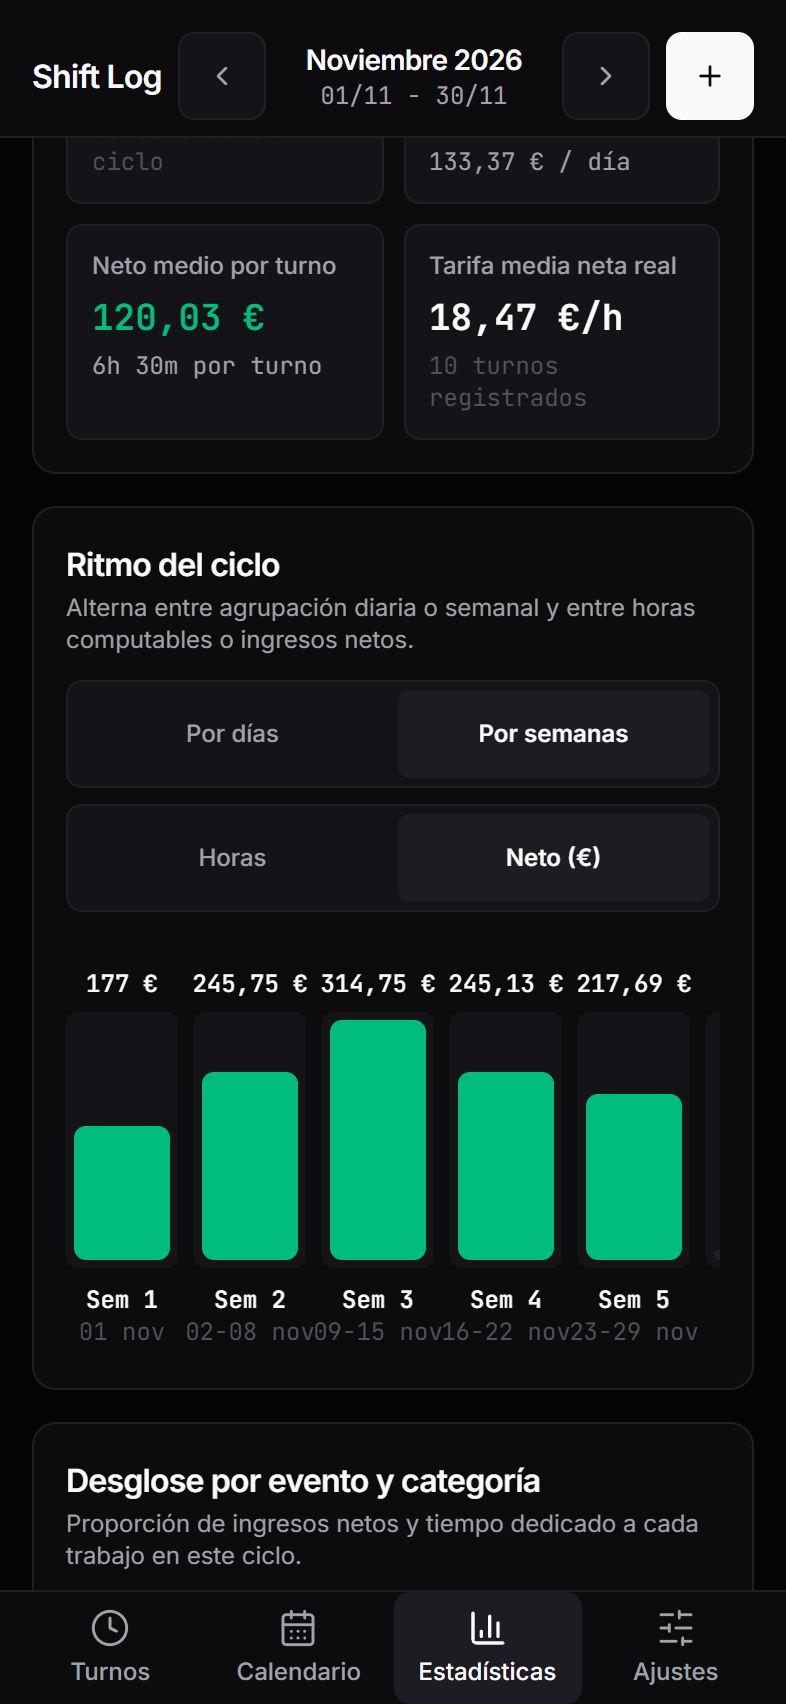 Shift Log
Noviembre 2026
01/11 - 30/11
ciclo
133,37 € / día
Neto medio por turno
120,03 €
6h 30m por turno
Tarifa media neta real
18,47 €/h
10 turnos
registrados
Ritmo del ciclo
Alterna entre agrupación diaria o semanal y entre horas
computables o ingresos netos.
Por días
Por semanas
Horas
Neto (€)
177 € 245,75 € 314,75 € 245,13 € 217,69 €
Sem 1 Sem 2 Sem 3 Sem 4 Sem 5
01 nov 02-08 nov 09-15 nov 16-22 nov 23-29 nov
Desglose por evento y categoría
Proporción de ingresos netos y tiempo dedicado a cada
trabajo en este ciclo.
Turnos Calendario Estadísticas Ajustes